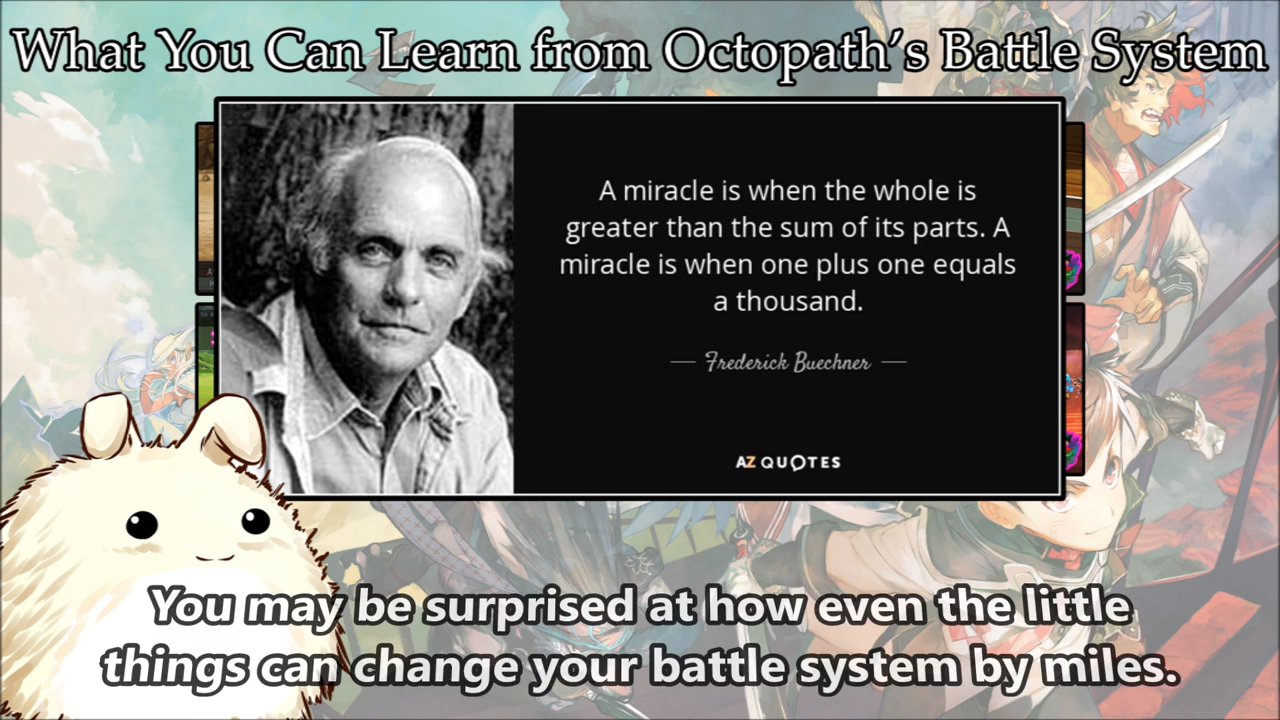 What You Can Learn from Octopath's Battle System
A miracle is when the whole is
greater than the sum of its parts. A
miracle is when one plus one equals
a thousand.
Frederick Buechner
AZ QUOTES
You may be surprised at how even the little
things can change your battle system by miles.